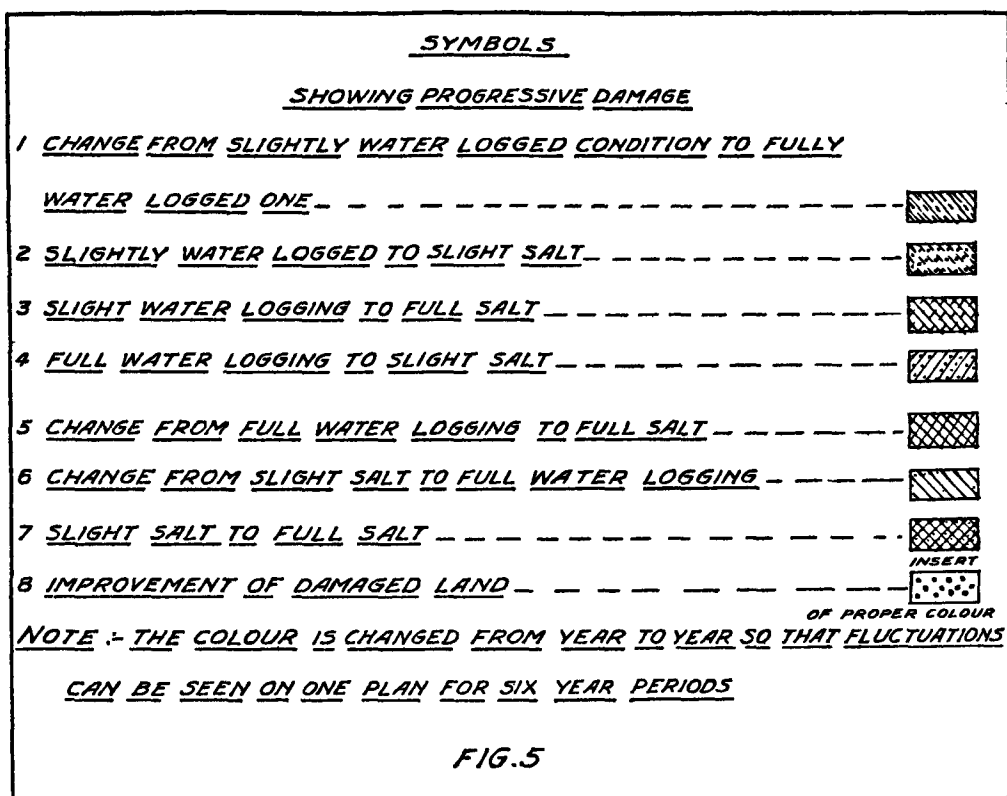 SYMBOLS
SHOWING PROGRESSIVE DAMAGE
1 CHANGE FROM SLIGHTLY WATER LOGGED CONDITION TO FULLY
WATER LOGGED ONE
2 SLIGHTLY WATER LOGGED TO SLIGHT SALT
3 SLIGHT WATER LOGGING TO FULL SALT
4 FULL WATER LOGGING TO SLIGHT SALT
5 CHANGE FROM FULL WATER LOGGING TO FULL SALT
6 CHANGE FROM SLIGHT SALT TO FULL WATER LOGGING
7 SLIGHT SALT TO FULL SALT
INSERT
8 IMPROVEMENT OF DAMAGED LAND
OF PROPER COLOUR
NOTE :- THE COLOUR IS CHANGED FROM YEAR TO YEAR SO THAT FLUCTUATIONS
CAN BE SEEN ON ONE PLAN FOR SIX YEAR PERIODS
FIG.5